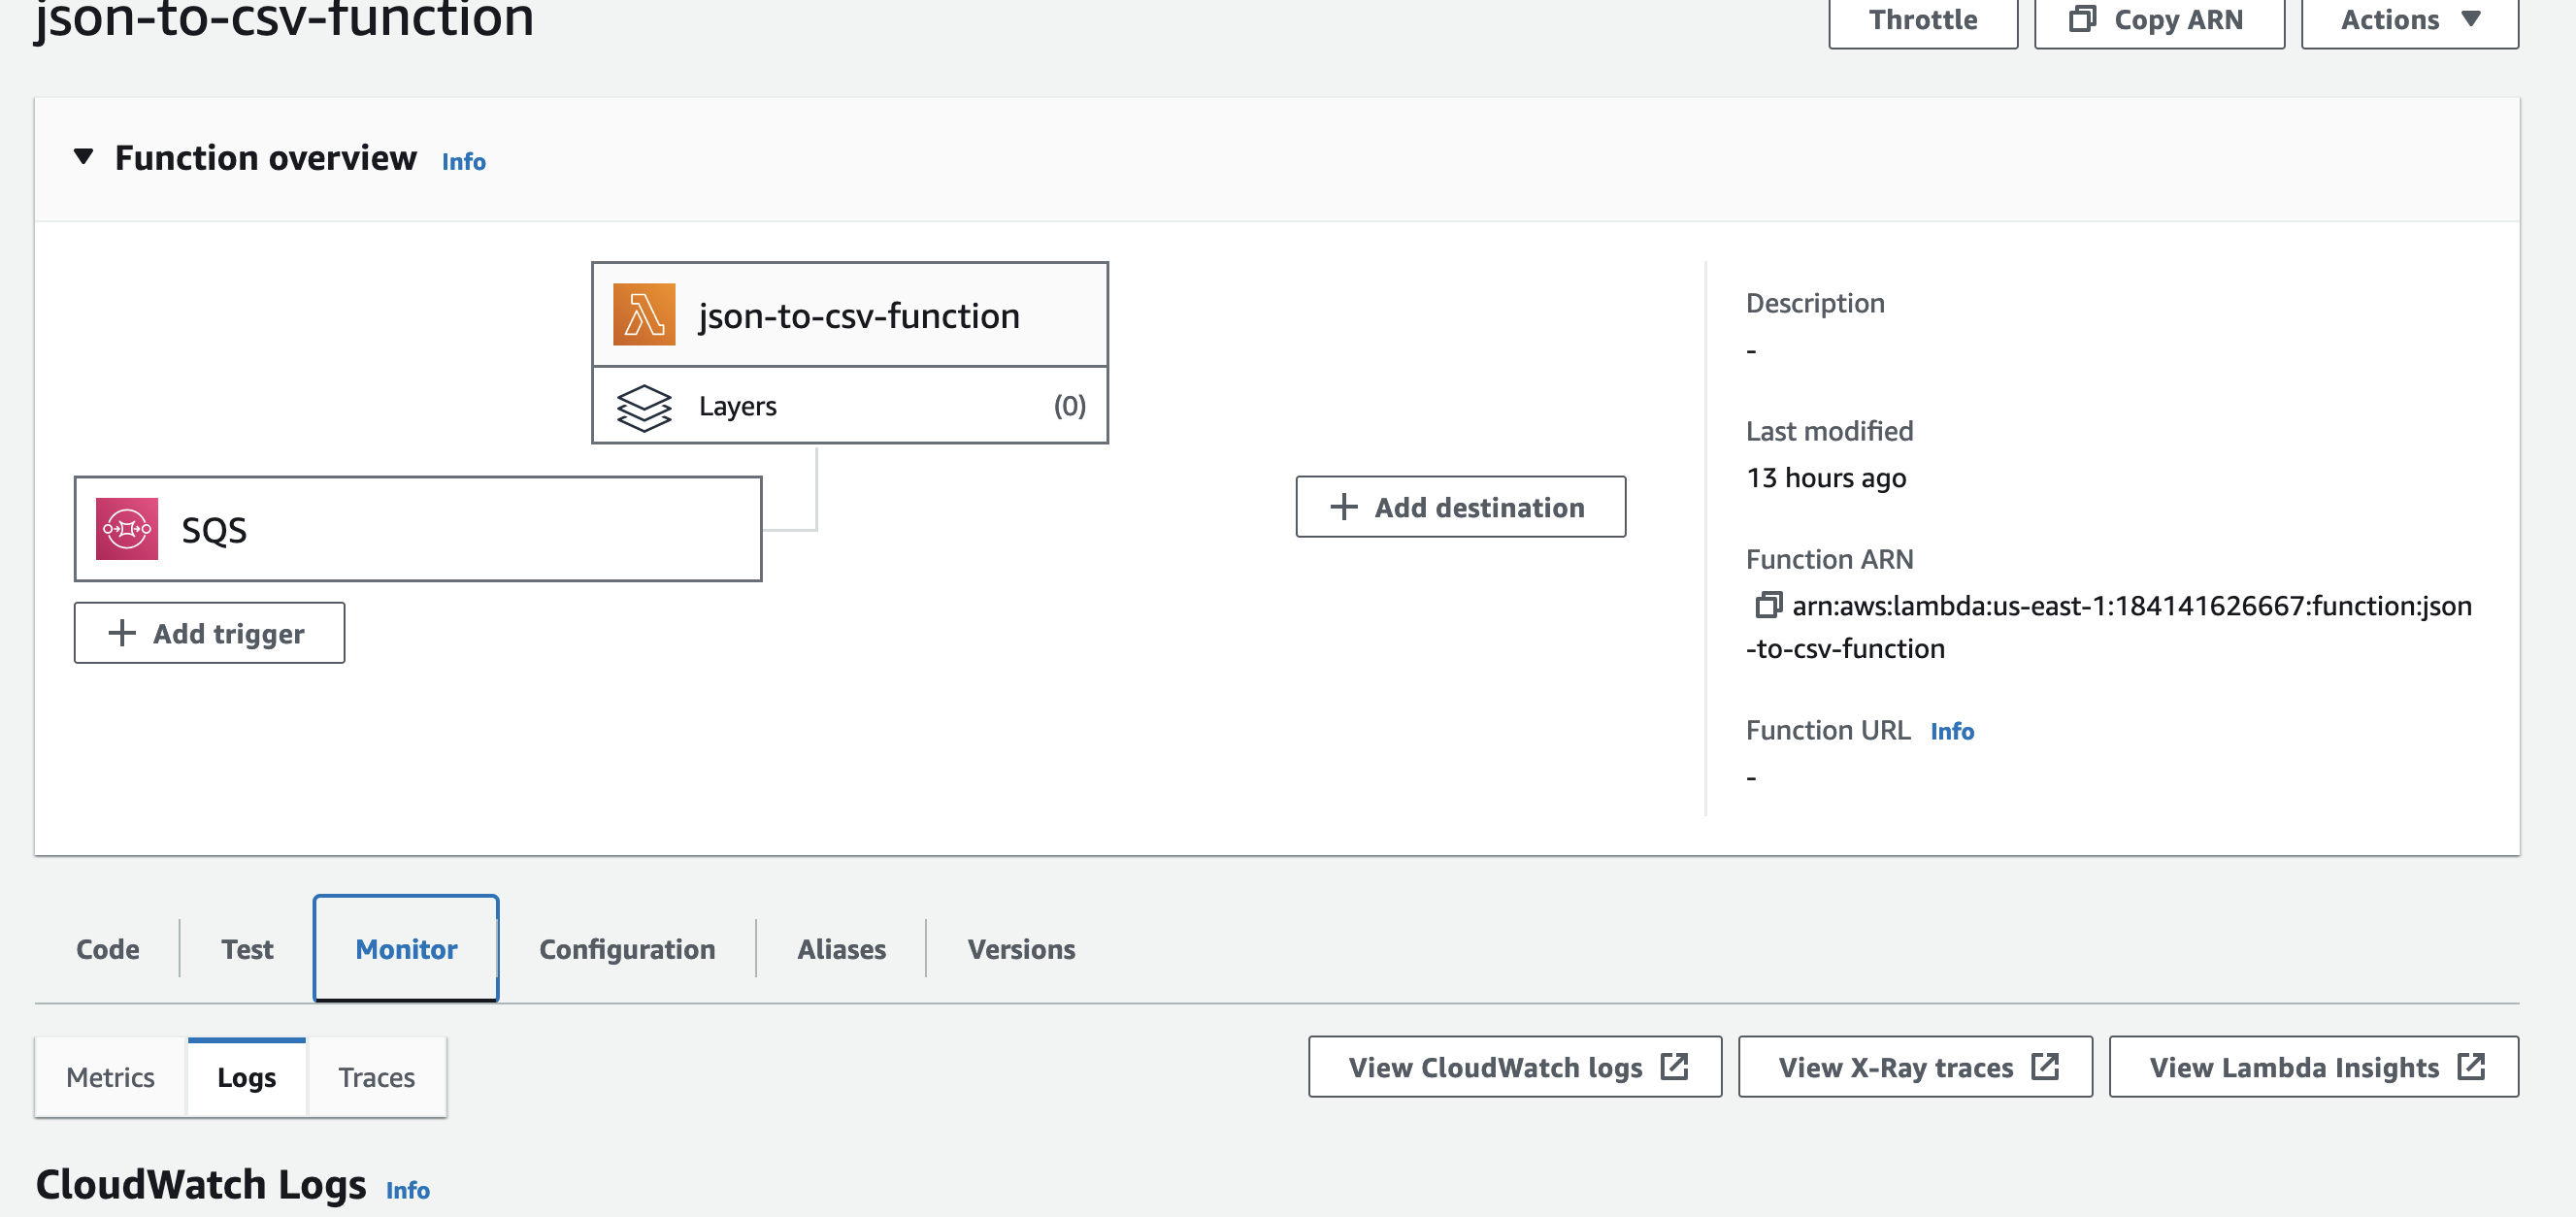 json-to-csv-function
Throttle
Copy ARN
Actions
Function overview Info
json-to-csv-function
Layers (0)
SQS
Add trigger
Add destination
Description
-
Last modified
13 hours ago
Function ARN
arn:aws:lambda:us-east-1:184141626667:function:json
-to-csv-function
Function URL Info
-
Code
Test
Monitor
Configuration
Aliases
Versions
Metrics
Logs
Traces
View CloudWatch logs
View X-Ray traces
View Lambda Insights
CloudWatch Logs Info